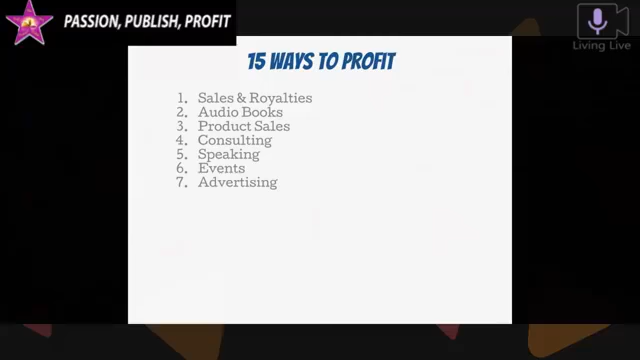 PASSION, PUBLISH, PROFIT
Living Live
15 WAYS TO PROFIT
1. Sales & Royalties
2. Audio Books
3. Product Sales
4. Consulting
5. Speaking
6. Events
7. Advertising